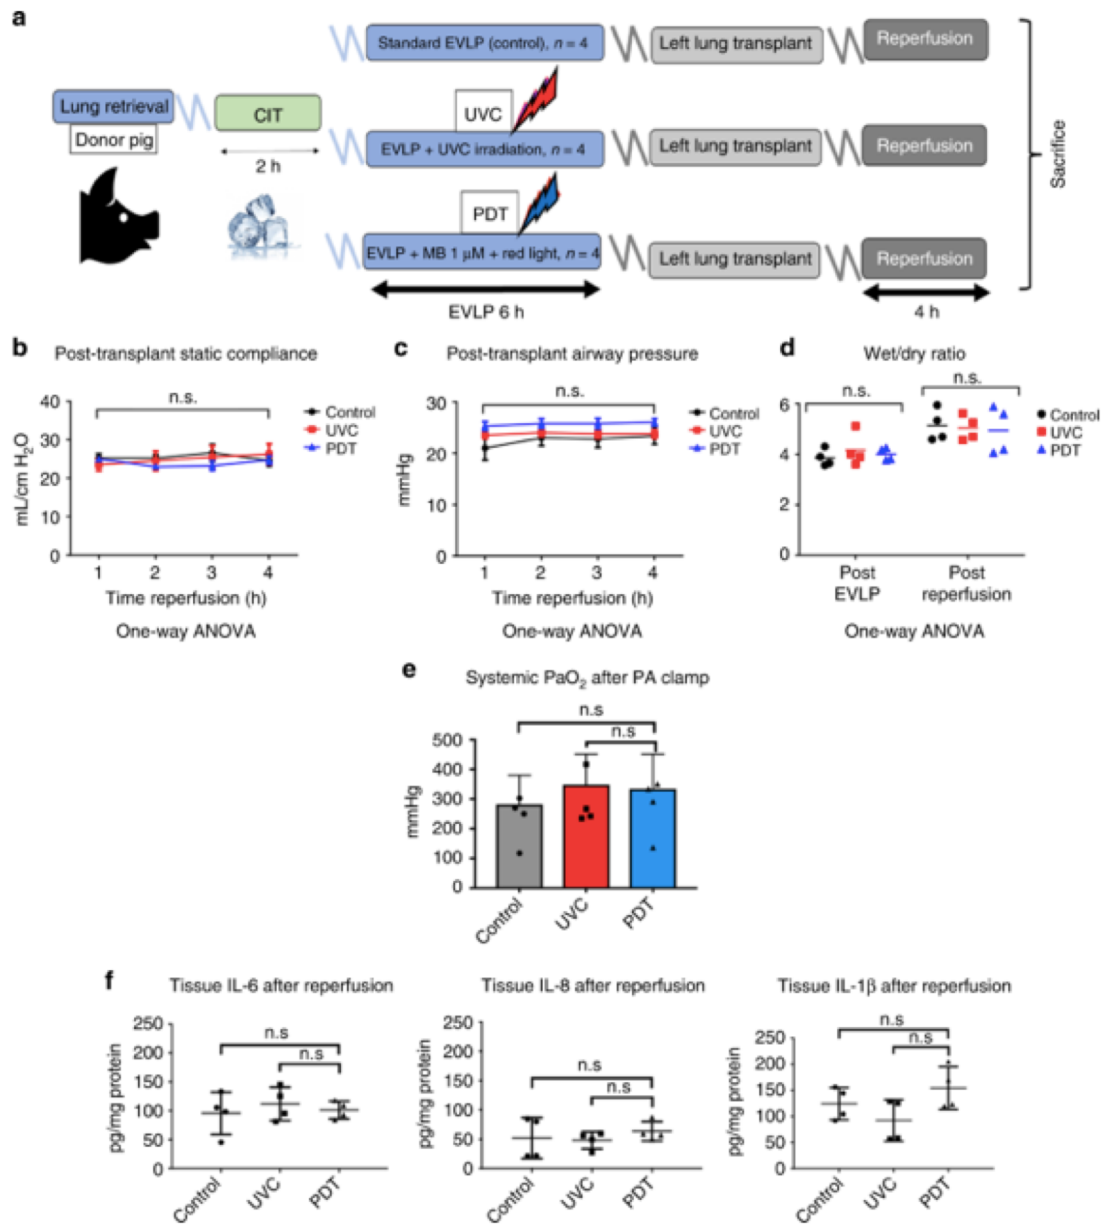 a
Standard EVLP (control), n = 4
Left lung transplant
Reperfusion
Lung retrieval
Donor pig
CIT
2 h
UVC
EVLP + UVC irradiation, n = 4
Left lung transplant
Reperfusion
PDT
EVLP + MB 1 μM + red light, n = 4
Left lung transplant
Reperfusion
EVLP 6 h
4 h
Sacrifice
b
Post-transplant static compliance
n.s.
Control
UVC
PDT
mL/cm H₂O
40
30
20
10
0
1 2 3 4
Time reperfusion (h)
One-way ANOVA
c
Post-transplant airway pressure
n.s.
Control
UVC
PDT
mmHg
30
20
10
0
1 2 3 4
Time reperfusion (h)
One-way ANOVA
d
Wet/dry ratio
n.s.
n.s.
Control
UVC
PDT
6
4
2
0
Post
EVLP
Post
reperfusion
One-way ANOVA
e
Systemic PaO₂ after PA clamp
n.s
n.s
mmHg
500
400
300
200
100
0
Control
UVC
PDT
f
Tissue IL-6 after reperfusion
n.s
n.s
pg/mg protein
250
200
150
100
50
0
Control
UVC
PDT
Tissue IL-8 after reperfusion
n.s
n.s
pg/mg protein
250
200
150
100
50
0
Control
UVC
PDT
Tissue IL-1β after reperfusion
n.s
n.s
pg/mg protein
250
200
150
100
50
0
Control
UVC
PDT